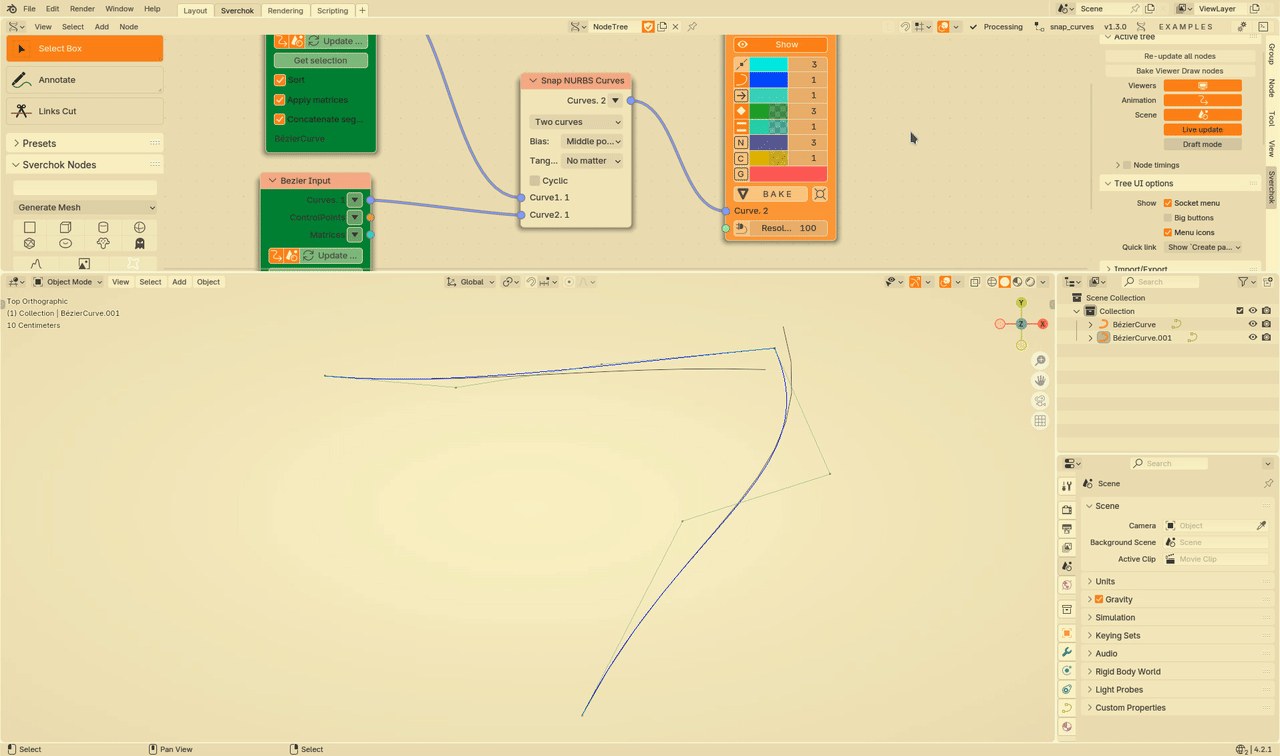 File Edit Render Window Help Layout Sverchok Rendering Scripting + Scene ViewLayer
View Select Add Node NodeTree Processing snap_curves v1.3.0 EXAMPLES
Select Box
Annotate
Links Cut
Presets
Sverchok Nodes
Generate Mesh
Update ...
Get selection
Sort
Apply matrices
Concatenate seg...
BézierCurve
Bezier Input
Curves. 1
ControlPoints
Matrices
Update ...
Snap NURBS Curves
Curves. 2
Two curves
Bias: Middle po...
Tang... No matter
Cyclic
Curve1. 1
Curve2. 1
Show
3
1
1
3
1
N 3
C 1
G
BAKE
Curve. 2
Resol... 100
Active tree
Re-update all nodes
Bake Viewer Draw nodes
Viewers
Animation
Scene
Live update
Draft mode
Node timings
Tree UI options
Show Socket menu
Big buttons
Menu icons
Quick link Show `Create pa...
Import/Export
Group
Node
Tool
View
Sverchok
Object Mode View Select Add Object Global
Top Orthographic
(1) Collection | BézierCurve.001
10 Centimeters
Y
Z X
Search
Scene Collection
Collection
BézierCurve
BézierCurve.001
Search
Scene
Scene
Camera Object
Background Scene Scene
Active Clip Movie Clip
Units
Gravity
Simulation
Keying Sets
Audio
Rigid Body World
Light Probes
Custom Properties
Select Pan View Select 4.2.1